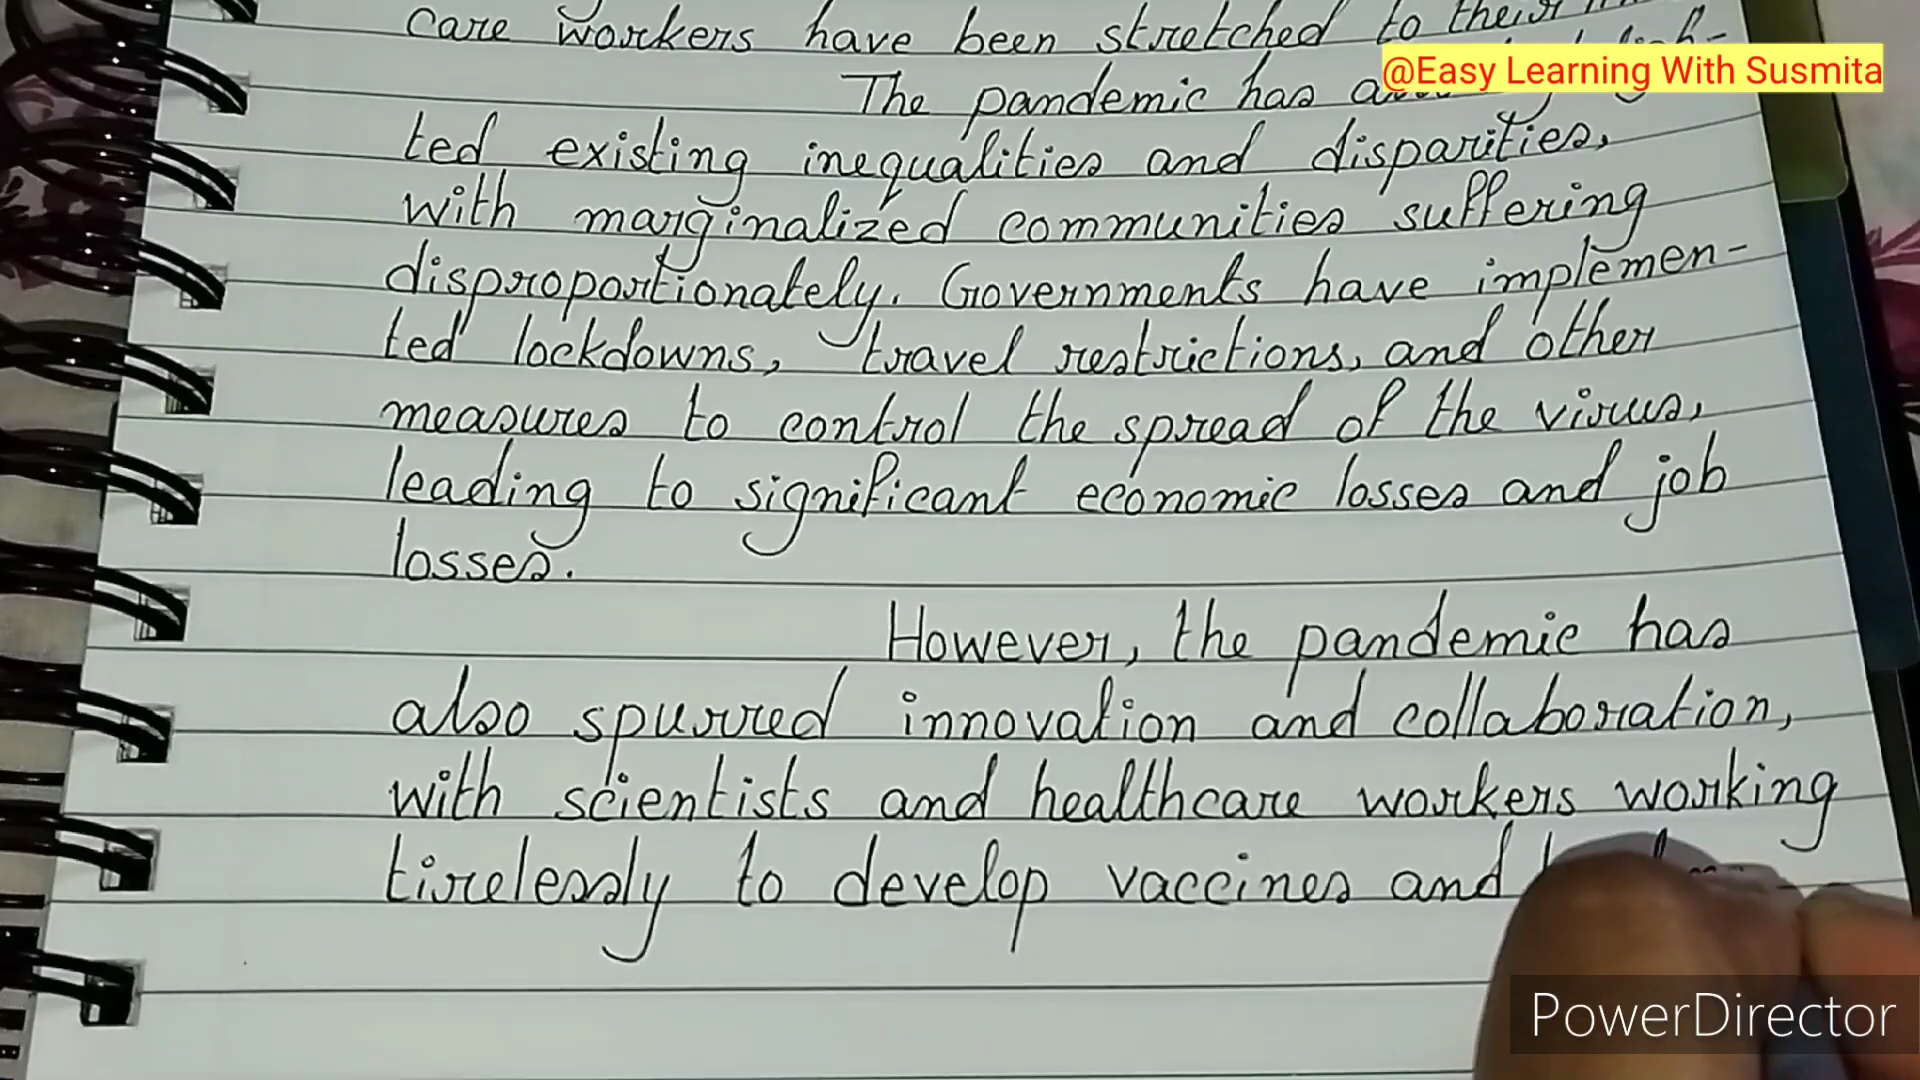 care workers have been stretched to their
@Easy Learning With Susmita
The pandemic has
ted existing inequalities and disparities,
with marginalized communities suffering
disproportionately. Governments have implemen-
ted lockdowns, travel restrictions, and other
measures to control the spread of the virus,
leading to significant economic losses and job
losses.
However, the pandemic has
also spurred innovation and collaboration,
with scientists and healthcare workers working
tirelessly to develop vaccines and
PowerDirector